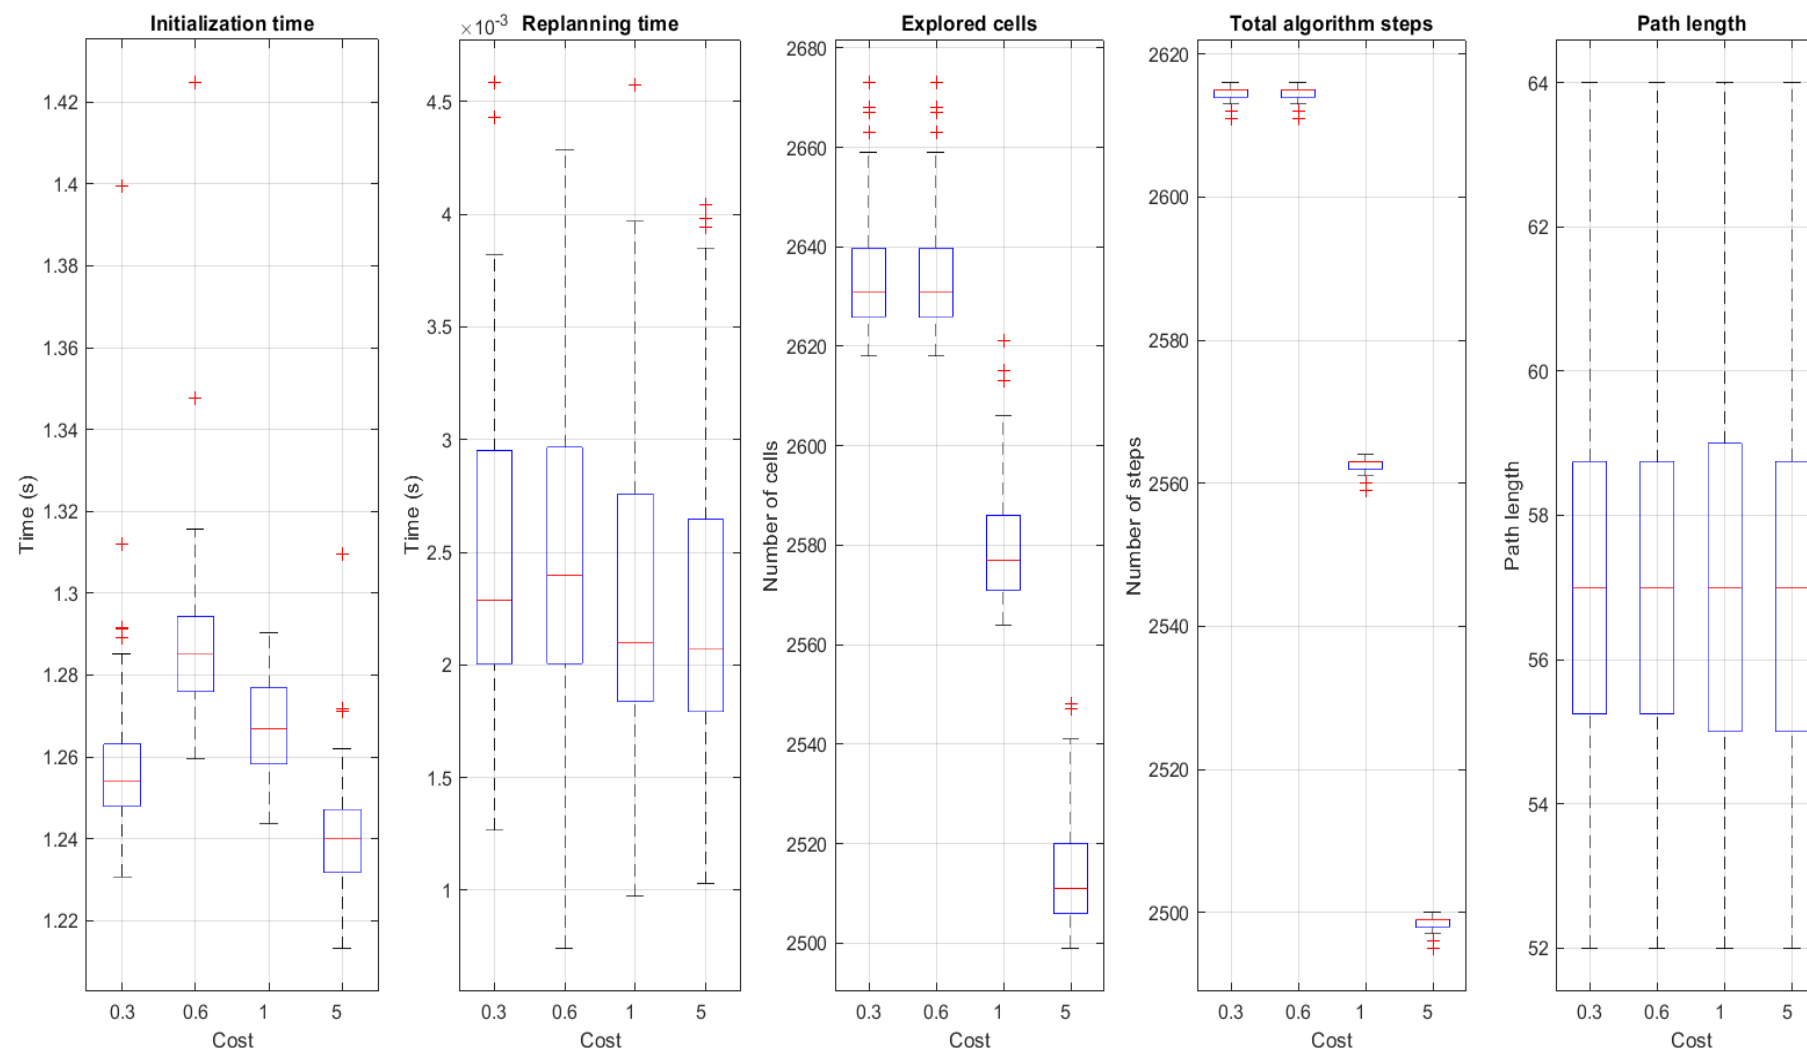 Initialization time
1.42
1.4
1.38
1.36
1.34
1.32
1.3
1.28
1.26
1.24
1.22
Time (s)
0.3 0.6 1 5
Cost
×10⁻³ Replanning time
4.5
4
3.5
3
2.5
2
1.5
1
Time (s)
0.3 0.6 1 5
Cost
Explored cells
2680
2660
2640
2620
2600
2580
2560
2540
2520
2500
Number of cells
0.3 0.6 1 5
Cost
Total algorithm steps
2620
2600
2580
2560
2540
2520
2500
Number of steps
0.3 0.6 1 5
Cost
Path length
64
62
60
58
56
54
52
Path length
0.3 0.6 1 5
Cost